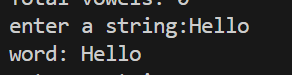 Total vowels: 0
enter a string:Hello
word: Hello